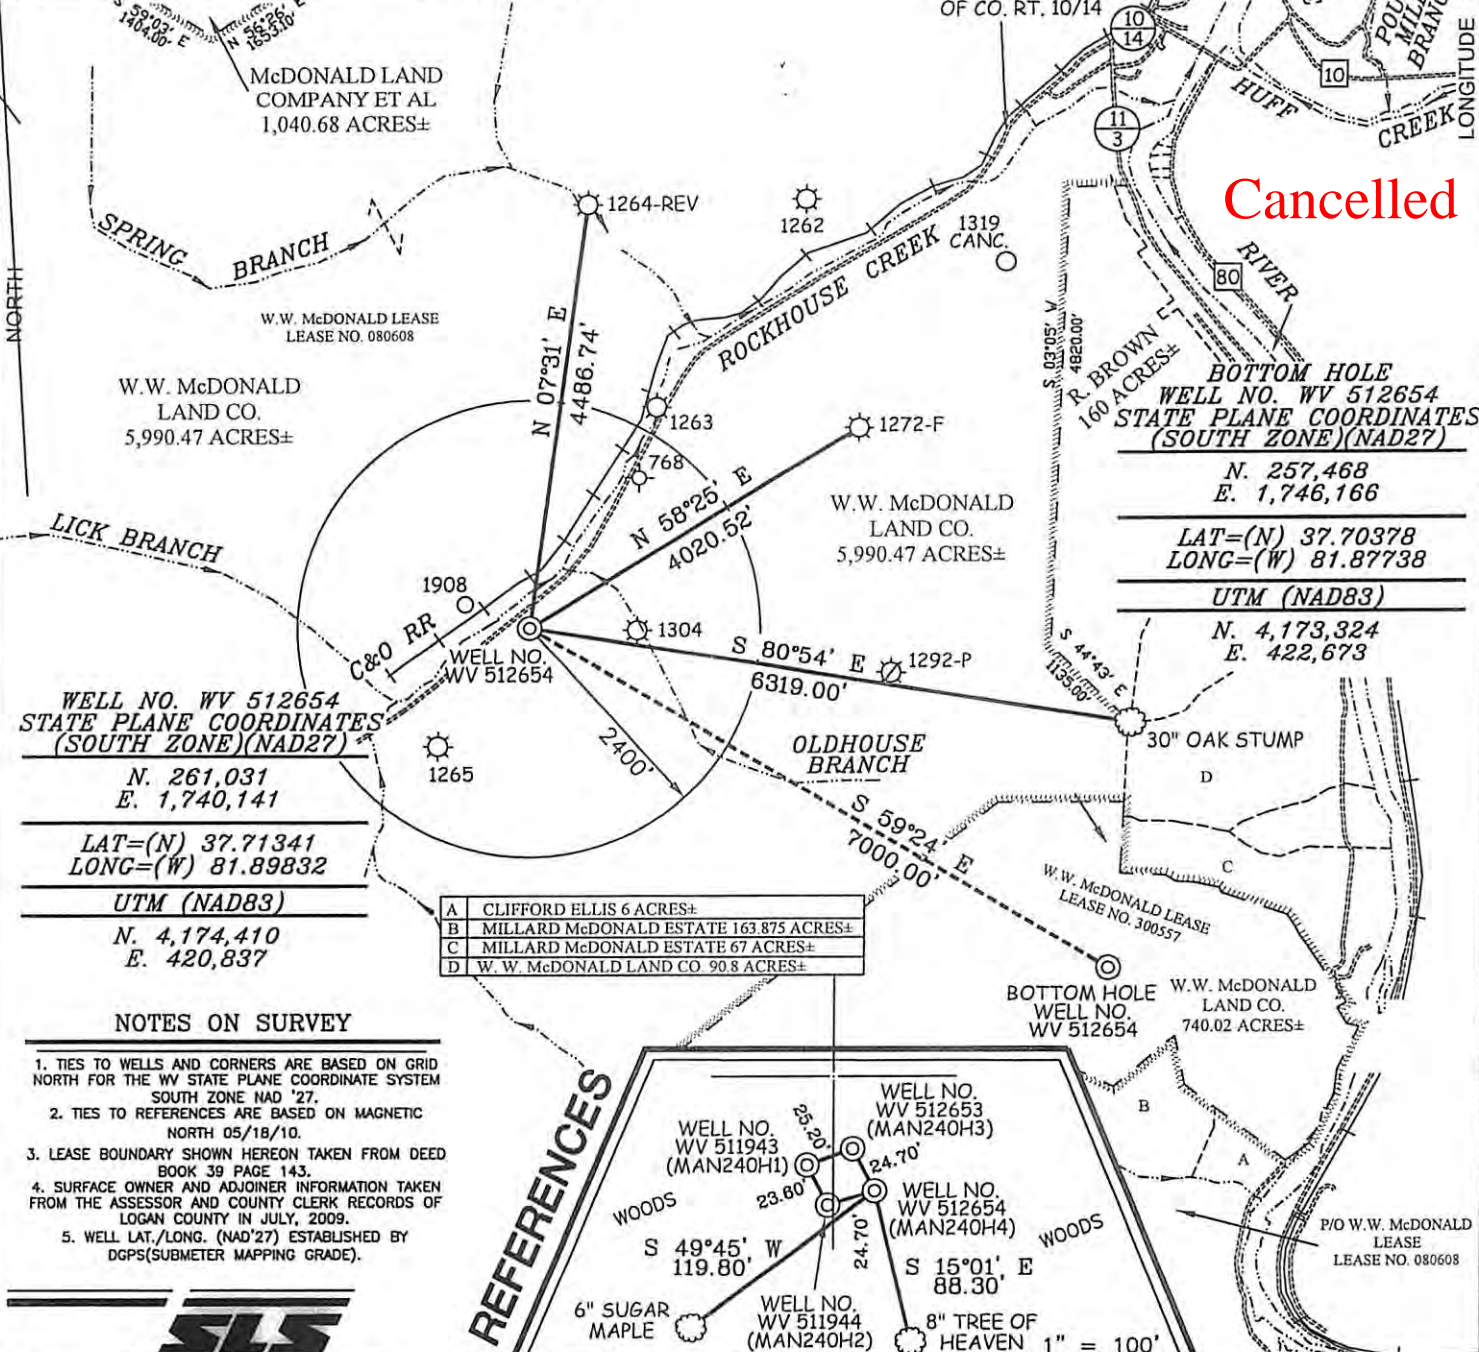 OF CO. RT. 10/14
59°03' E
1404.00'
N 56°26' E
1653.10'
McDONALD LAND
COMPANY ET AL
1,040.68 ACRES±
10
14
11
3
10
HUFF
CREEK
LONGITUDE
Cancelled
SPRING
BRANCH
1264-REV
1262
1319
CANC.
NORTH
W.W. McDONALD LEASE
LEASE NO. 080608
W.W. McDONALD
LAND CO.
5,990.47 ACRES±
N 07°31' E
4486.74'
ROCKHOUSE CREEK
80
RIVER
S 03°05' W
4820.00'
R. BROWN
160 ACRES±
BOTTOM HOLE
WELL NO. WV 512654
STATE PLANE COORDINATES
(SOUTH ZONE)(NAD27)
N. 257,468
E. 1,746,166
LAT=(N) 37.70378
LONG=(W) 81.87738
UTM (NAD83)
N. 4,173,324
E. 422,673
1263
768
1272-F
N 58°25' E
4020.52'
W.W. McDONALD
LAND CO.
5,990.47 ACRES±
LICK BRANCH
1908
C&O RR
WELL NO.
WV 512654
1304
S 80°54' E
6319.00'
1292-P
S 44°43' E
1135.00'
30" OAK STUMP
WELL NO. WV 512654
STATE PLANE COORDINATES
(SOUTH ZONE)(NAD27)
N. 261,031
E. 1,740,141
LAT=(N) 37.71341
LONG=(W) 81.89832
UTM (NAD83)
N. 4,174,410
E. 420,837
1265
2400'
OLDHOUSE
BRANCH
S 59°24' E
7000.00'
D
C
W.W. McDONALD LEASE
LEASE NO. 300557
A CLIFFORD ELLIS 6 ACRES±
B MILLARD McDONALD ESTATE 163.875 ACRES±
C MILLARD McDONALD ESTATE 67 ACRES±
D W. W. McDONALD LAND CO. 90.8 ACRES±
BOTTOM HOLE
WELL NO.
WV 512654
W.W. McDONALD
LAND CO.
740.02 ACRES±
B
A
P/O W.W. McDONALD
LEASE
LEASE NO. 080608
NOTES ON SURVEY
1. TIES TO WELLS AND CORNERS ARE BASED ON GRID
NORTH FOR THE WV STATE PLANE COORDINATE SYSTEM
SOUTH ZONE NAD '27.
2. TIES TO REFERENCES ARE BASED ON MAGNETIC
NORTH 05/18/10.
3. LEASE BOUNDARY SHOWN HEREON TAKEN FROM DEED
BOOK 39 PAGE 143.
4. SURFACE OWNER AND ADJOINER INFORMATION TAKEN
FROM THE ASSESSOR AND COUNTY CLERK RECORDS OF
LOGAN COUNTY IN JULY, 2009.
5. WELL LAT./LONG. (NAD'27) ESTABLISHED BY
DGPS(SUBMETER MAPPING GRADE).
SLS
REFERENCES
WELL NO.
WV 511943
(MAN240H1)
25.20'
WELL NO.
WV 512653
(MAN240H3)
24.70'
23.60'
WELL NO.
WV 512654
(MAN240H4)
24.70'
WOODS
WOODS
S 49°45' W
119.80'
S 15°01' E
88.30'
6" SUGAR
MAPLE
WELL NO.
WV 511944
(MAN240H2)
8" TREE OF
HEAVEN
1" = 100'